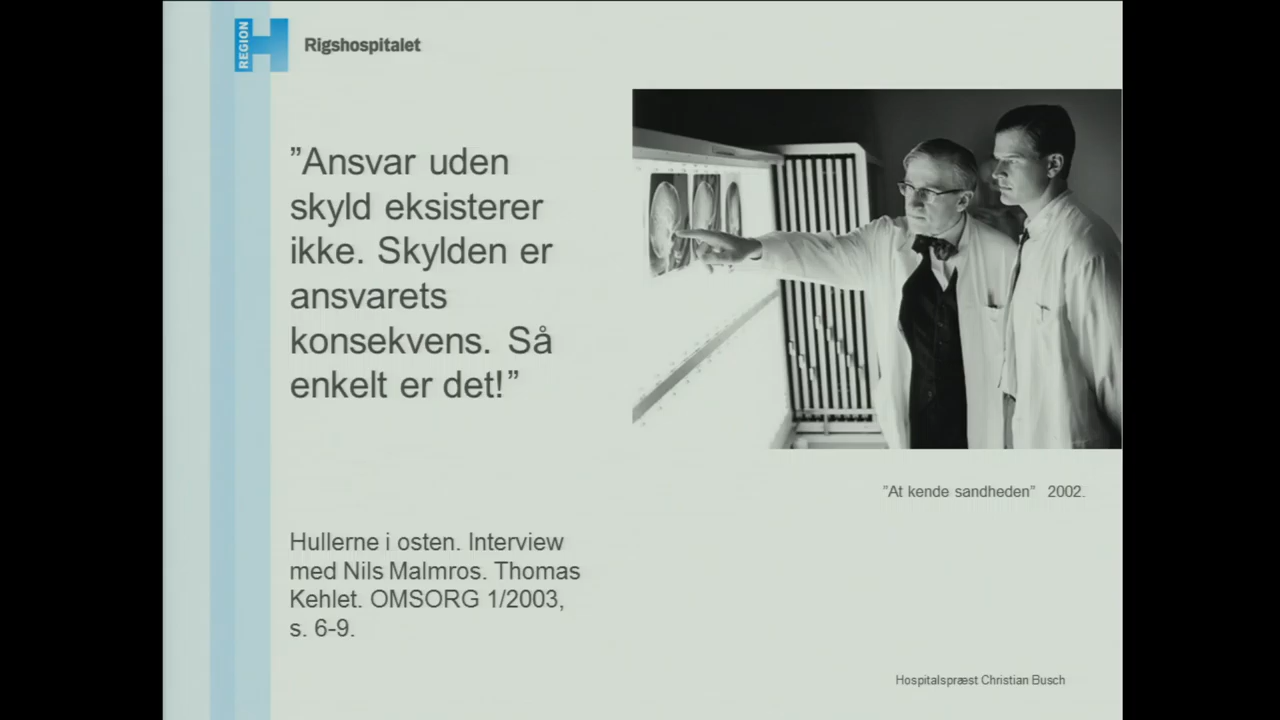 REGION
Rigshospitalet
”Ansvar uden
skyld eksisterer
ikke. Skylden er
ansvarets
konsekvens. Så
enkelt er det!”
”At kende sandheden” 2002.
Hullerne i osten. Interview
med Nils Malmros. Thomas
Kehlet. OMSORG 1/2003,
s. 6-9.
Hospitalspræst Christian Busch